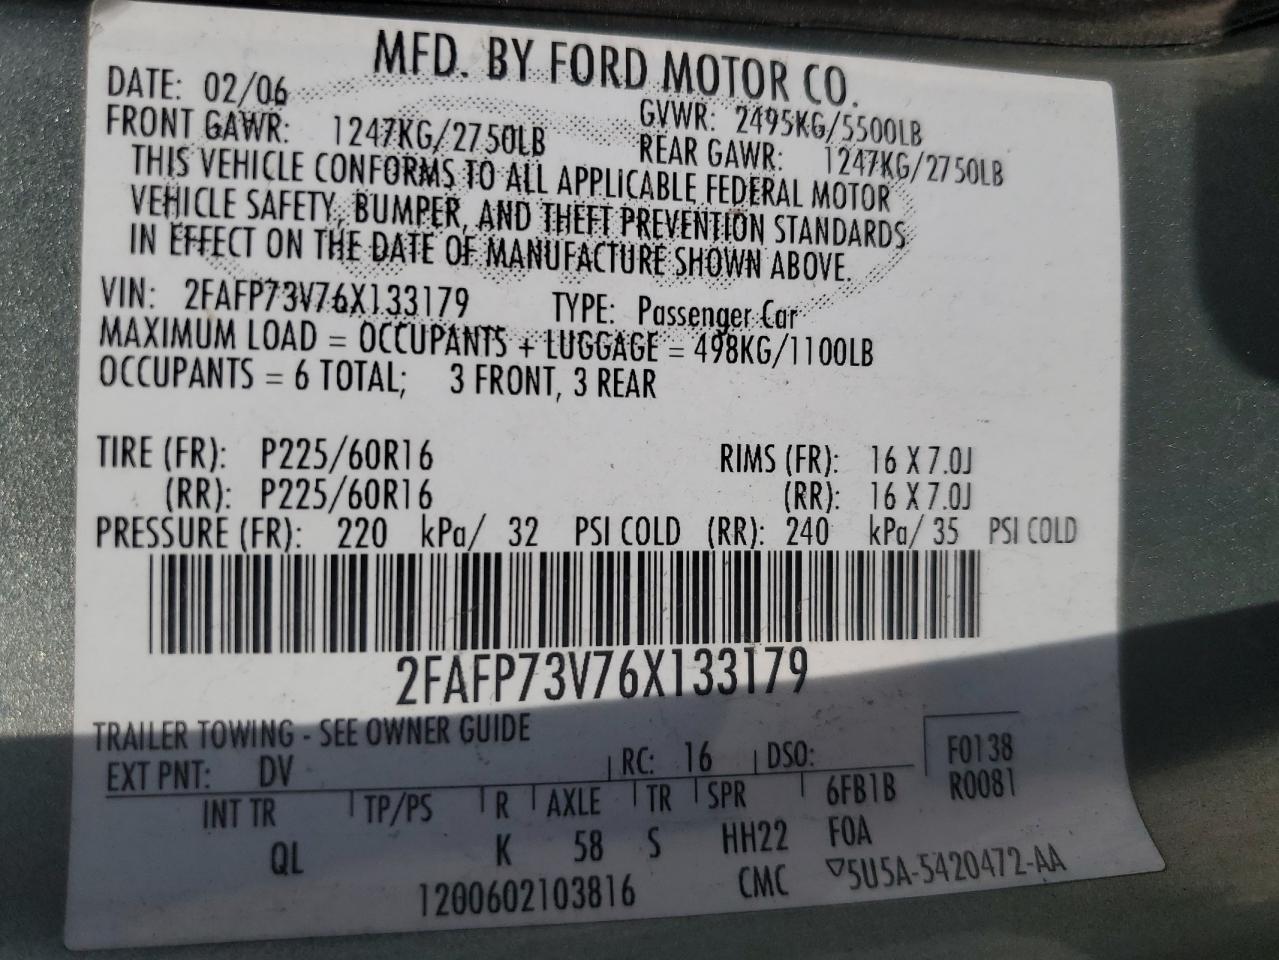 MFD. BY FORD MOTOR CO.
DATE: 02/06 GVWR: 2495KG/5500LB
FRONT GAWR: 1247KG/2750LB REAR GAWR: 1247KG/2750LB
THIS VEHICLE CONFORMS TO ALL APPLICABLE FEDERAL MOTOR
VEHICLE SAFETY, BUMPER, AND THEFT PREVENTION STANDARDS
IN EFFECT ON THE DATE OF MANUFACTURE SHOWN ABOVE.
VIN: 2FAFP73V76X133179 TYPE: Passenger Car
MAXIMUM LOAD = OCCUPANTS + LUGGAGE = 498KG/1100LB
OCCUPANTS = 6 TOTAL; 3 FRONT, 3 REAR
TIRE (FR): P225/60R16 RIMS (FR): 16 X 7.0J
(RR): P225/60R16 (RR): 16 X 7.0J
PRESSURE (FR): 220 kPa/ 32 PSI COLD (RR): 240 kPa/ 35 PSI COLD
2FAFP73V76X133179
TRAILER TOWING - SEE OWNER GUIDE
EXT PNT: DV RC: 16 DSO: F0138
INT TR TP/PS R AXLE TR SPR 6FB1B R0081
QL K 58 S HH22 F0A
1200602103816 CMC ▽5U5A-5420472-AA